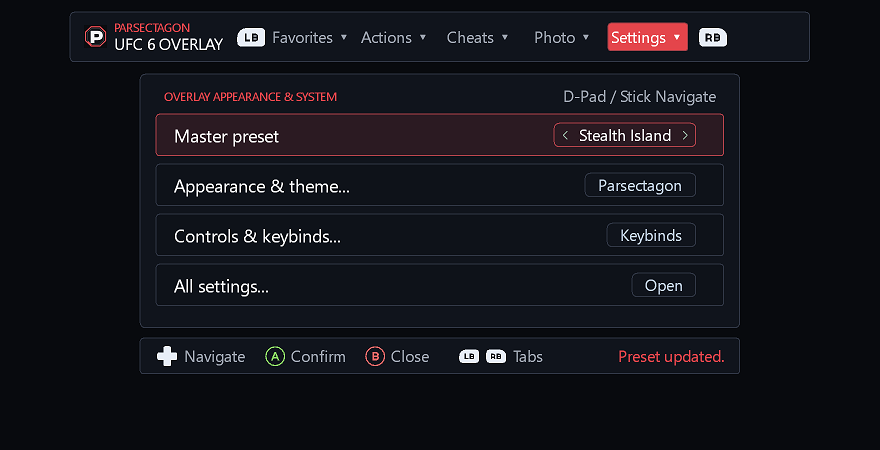 PARSECTAGON
UFC 6 OVERLAY
LB Favorites ▼ Actions ▼ Cheats ▼ Photo ▼ Settings ▼ RB
OVERLAY APPEARANCE & SYSTEM D-Pad / Stick Navigate
Master preset < Stealth Island >
Appearance & theme... Parsectagon
Controls & keybinds... Keybinds
All settings... Open
Navigate A Confirm B Close LB RB Tabs Preset updated.